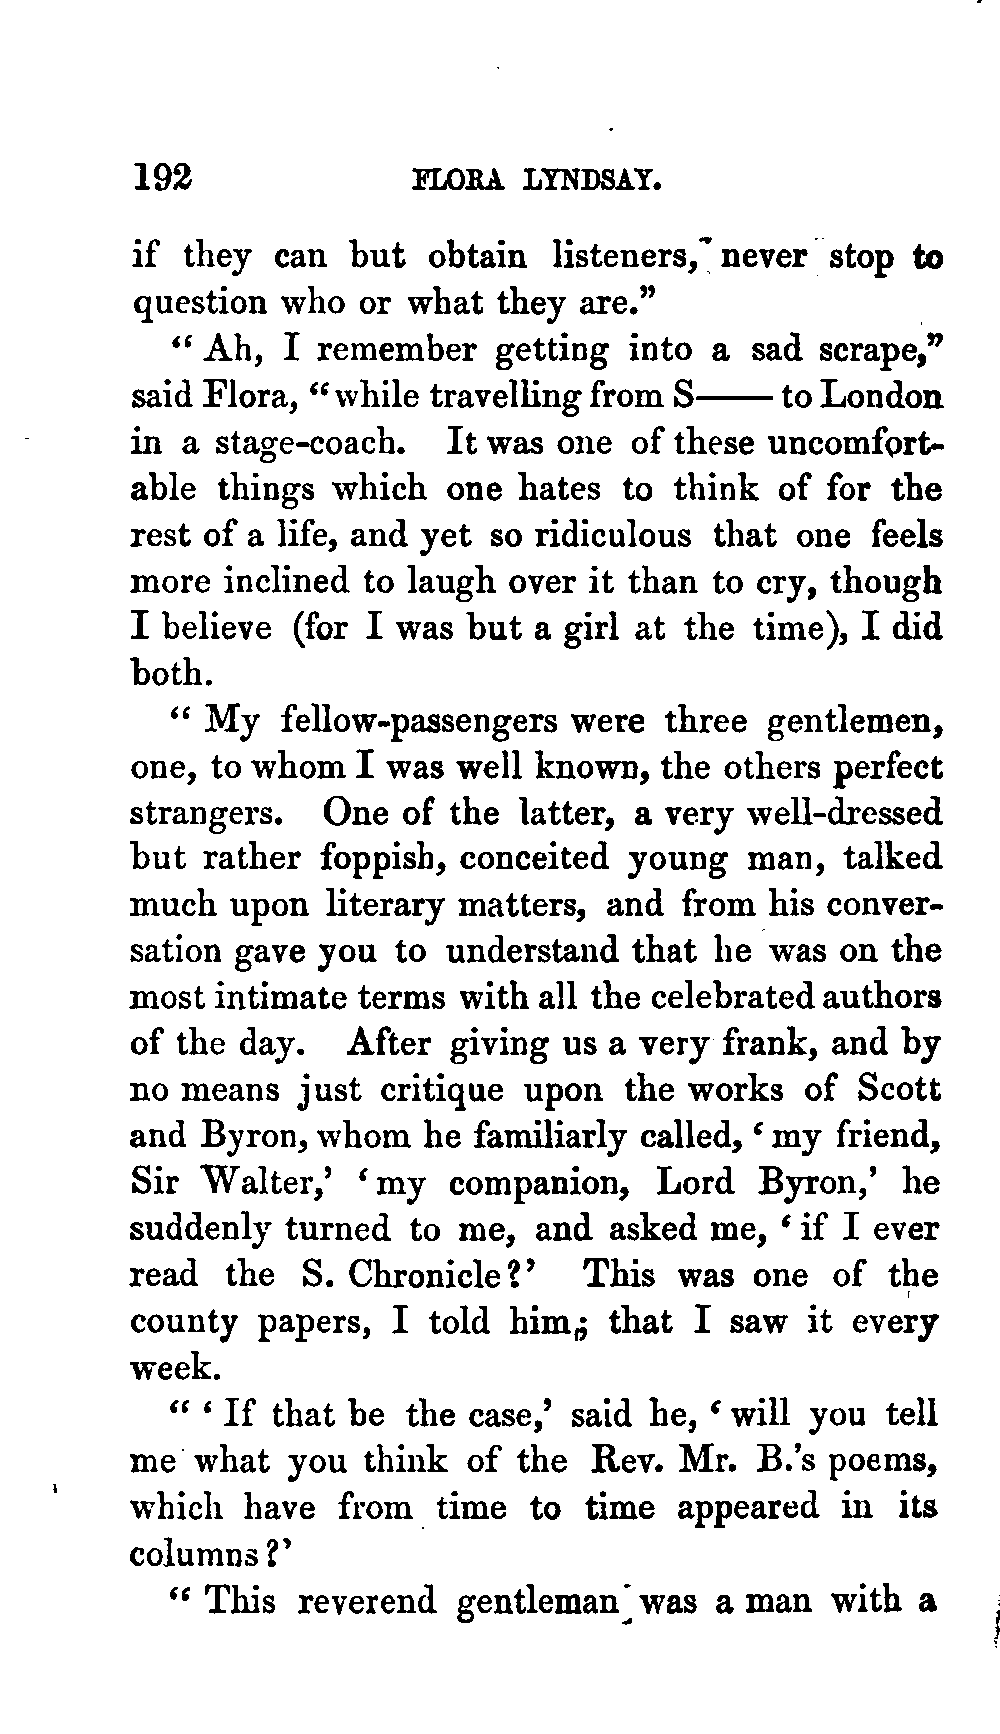 192 FLORA LYNDSAY.
if they can but obtain listeners, never stop to
question who or what they are."
"Ah, I remember getting into a sad scrape,"
said Flora, "while travelling from S—— to London
in a stage-coach. It was one of these uncomfort-
able things which one hates to think of for the
rest of a life, and yet so ridiculous that one feels
more inclined to laugh over it than to cry, though
I believe (for I was but a girl at the time), I did
both.
"My fellow-passengers were three gentlemen,
one, to whom I was well known, the others perfect
strangers. One of the latter, a very well-dressed
but rather foppish, conceited young man, talked
much upon literary matters, and from his conver-
sation gave you to understand that he was on the
most intimate terms with all the celebrated authors
of the day. After giving us a very frank, and by
no means just critique upon the works of Scott
and Byron, whom he familiarly called, 'my friend,
Sir Walter,' 'my companion, Lord Byron,' he
suddenly turned to me, and asked me, 'if I ever
read the S. Chronicle?' This was one of the
county papers, I told him; that I saw it every
week.
"'If that be the case,' said he, 'will you tell
me what you think of the Rev. Mr. B.'s poems,
which have from time to time appeared in its
columns?'
"This reverend gentleman was a man with a